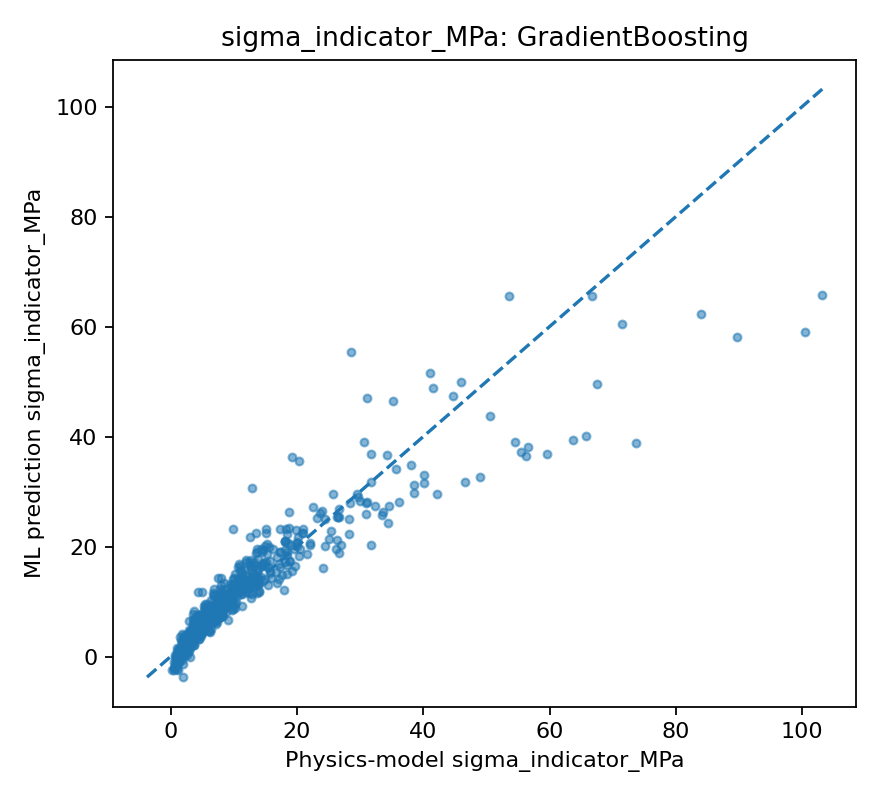 sigma_indicator_MPa: GradientBoosting
ML prediction sigma_indicator_MPa
100
80
60
40
20
0
0 20 40 60 80 100
Physics-model sigma_indicator_MPa